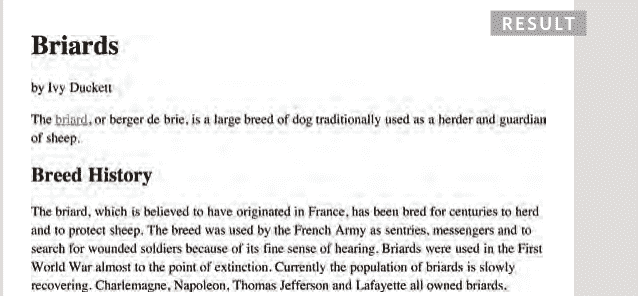 RESULT
Briards
by Ivy Duckett
The briard, or berger de brie, is a large breed of dog traditionally used as a herder and guardian
of sheep.
Breed History
The briard, which is believed to have originated in France, has been bred for centuries to herd
and to protect sheep. The breed was used by the French Army as sentries, messengers and to
search for wounded soldiers because of its fine sense of hearing. Briards were used in the First
World War almost to the point of extinction. Currently the population of briards is slowly
recovering. Charlemagne, Napoleon, Thomas Jefferson and Lafayette all owned briards.